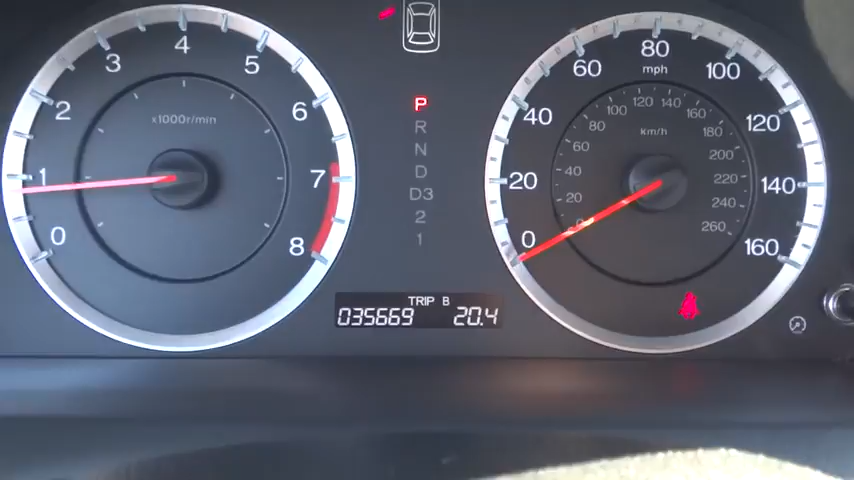 0 1 2 3 4 5 6 7 8
x1000r/min
P
R
N
D
D3
2
1
TRIP B
035669 20.4
0 20 40 60 80 100 120 140 160
mph
0 20 40 60 80 100 120 140 160 180 200 220 240 260
km/h